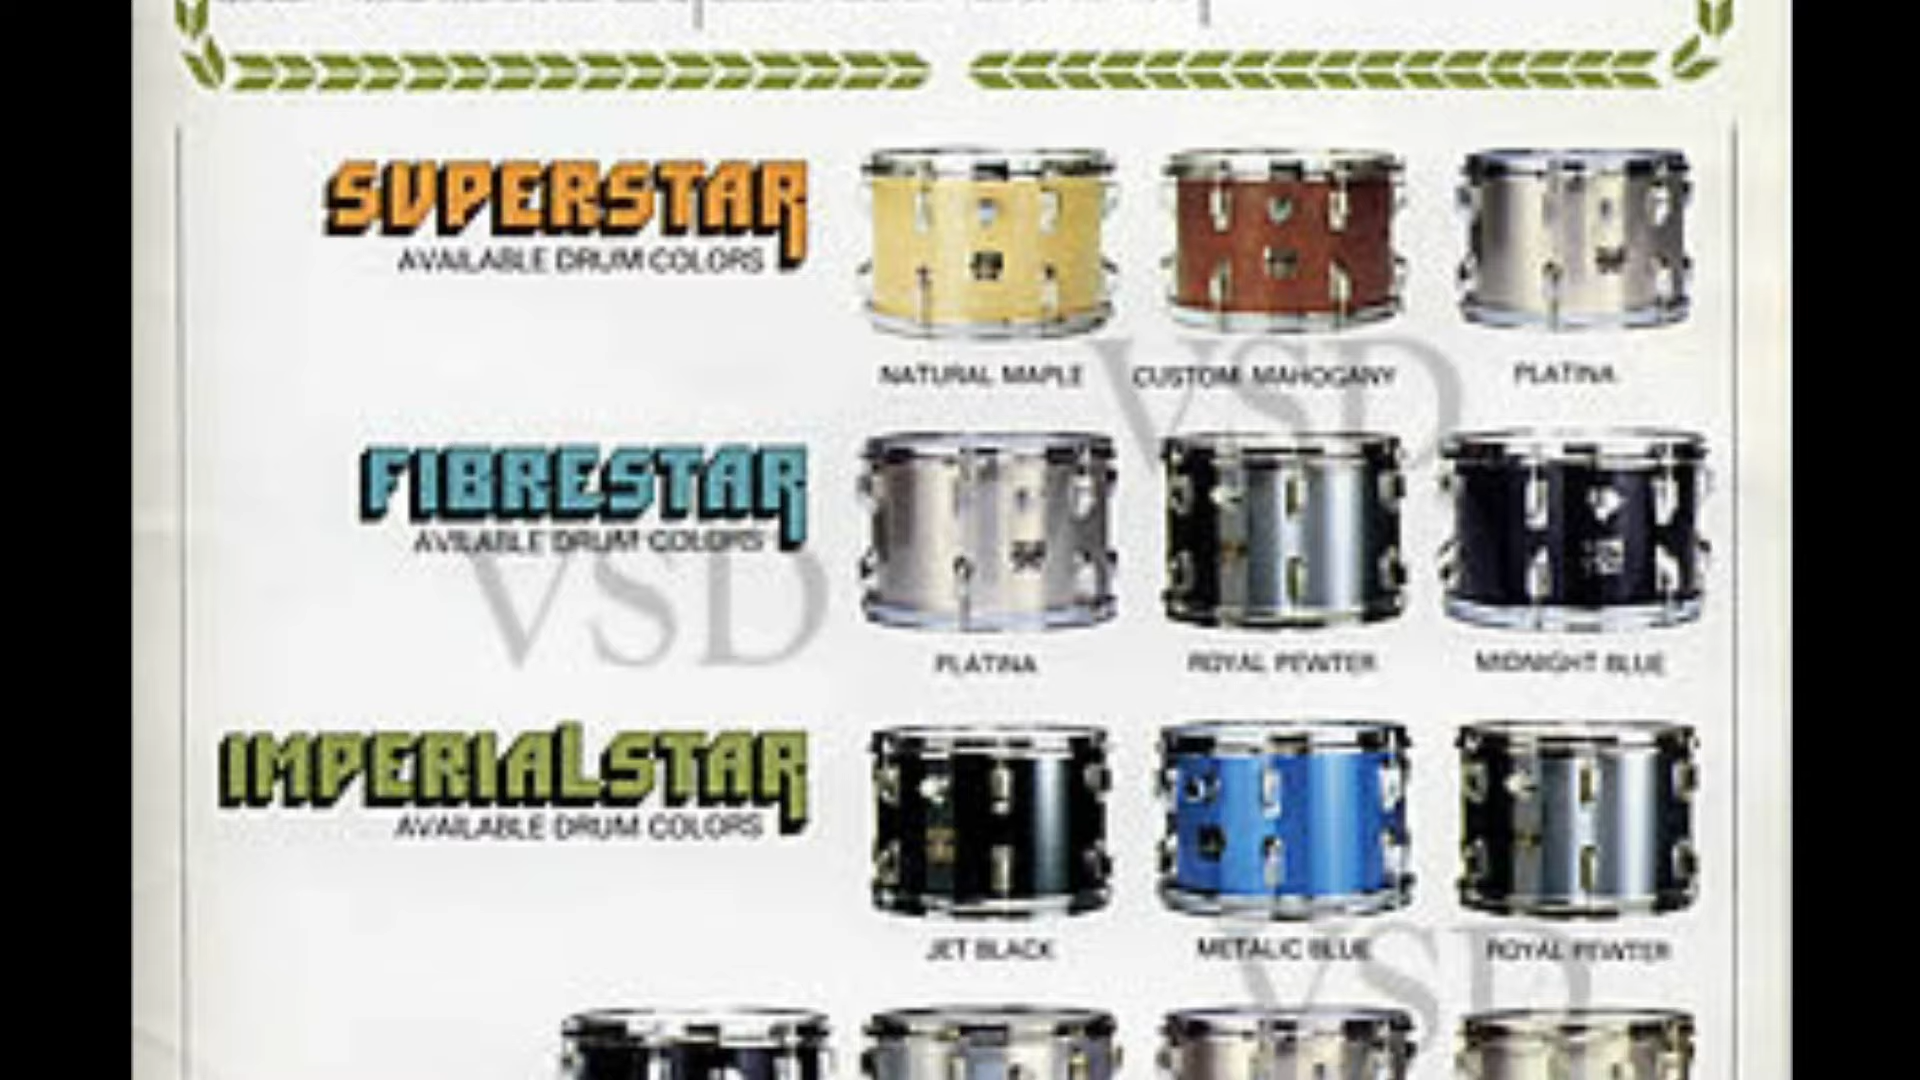 SUPERSTAR
AVAILABLE DRUM COLORS
NATURAL MAPLE
CUSTOM MAHOGANY
PLATINA
FIBRESTAR
AVILABLE DRUM COLORS
PLATINA
ROYAL PEWTER
MIDNIGHT BLUE
IMPERIALSTAR
AVAILABLE DRUM COLORS
JET BLACK
METALIC BLUE
ROYAL PEWTER
VSD
VSD
VSD